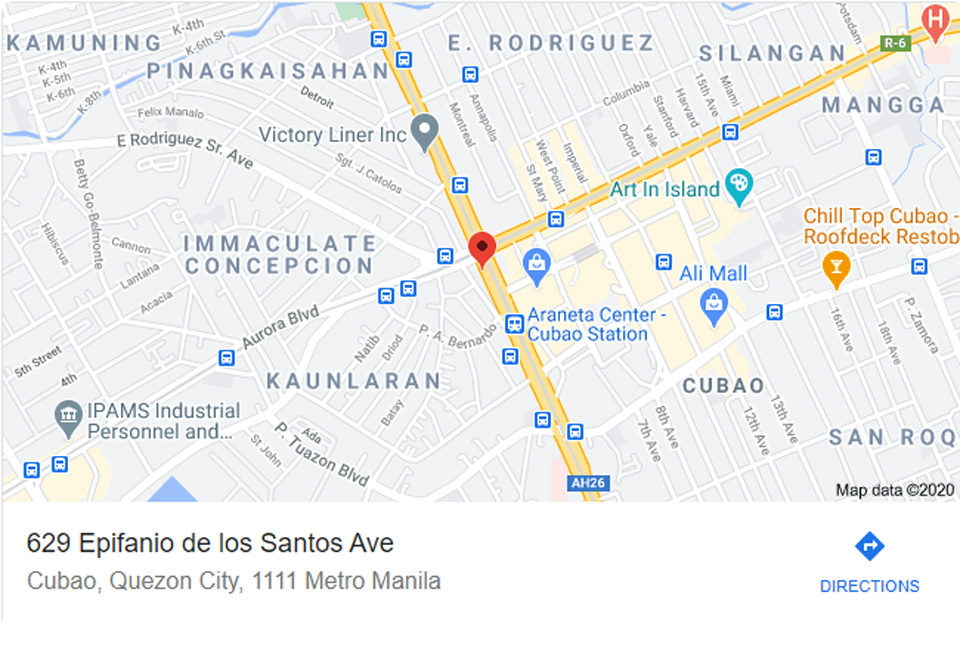 K-4th
K-6th St
KAMUNING
K-4th
K-5th
K-6th
K-8th
PINAGKAISAHAN
E. RODRIGUEZ
Potsdam
H
R-6
SILANGAN
MANGGA
Detroit
Felix Manalo
Victory Liner Inc
Montreal
Annapolis
Columbia
Oxford
Yale
Stanford
Harvard
15th Ave
Miami
E Rodriguez Sr. Ave
Sgt. J Catolos
St Mary
West Point
Imperial
Art In Island
Betty Go-Belmonte
Hibiscus
Cannon
Lantana
Acacia
IMMACULATE
CONCEPCION
Chill Top Cubao -
Roofdeck Restob
Ali Mall
Aurora Blvd
Araneta Center -
Cubao Station
P. A. Bernardo
Natib
Driod
5th Street
4th
16th Ave
18th Ave
P. Zamora
KAUNLARAN
CUBAO
IPAMS Industrial
Personnel and...
Batay
Ada
St John
P. Tuazon Blvd
7th Ave
8th Ave
12th Ave
13th Ave
SAN ROQ
AH26
Map data ©2020
629 Epifanio de los Santos Ave
Cubao, Quezon City, 1111 Metro Manila
DIRECTIONS